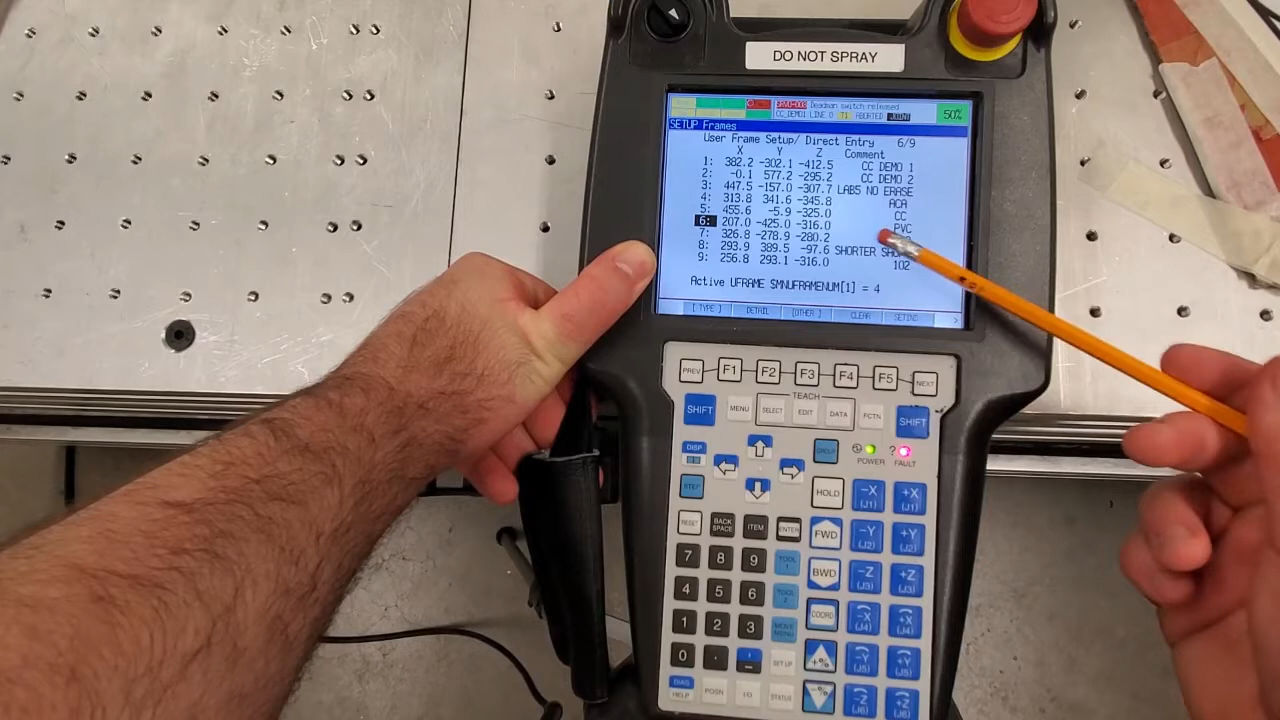 DO NOT SPRAY
SRVO-003 Deadman switch released
CC_DEMO1 LINE 0 T1 ABORTED JOINT
50%
SETUP Frames
User Frame Setup/ Direct Entry 6/9
X Y Z Comment
1: 382.2 -302.1 -412.5 CC DEMO 1
2: -0.1 577.2 -295.2 CC DEMO 2
3: 447.5 -157.0 -307.7 LAB5 NO ERASE
4: 313.8 341.6 -345.8 ACA
5: 455.6 -5.9 -325.0 CC
6: 207.0 -425.0 -316.0 PVC
7: 326.8 -278.9 -280.2
8: 293.9 389.5 -97.6 SHORTER
9: 256.8 293.1 -316.0 102
Active UFRAME $MNUFRAMENUM[1] = 4
[ TYPE ] DETAIL [OTHER ] CLEAR SETIND >
PREV F1 F2 F3 F4 F5 NEXT
TEACH
SHIFT MENU SELECT EDIT DATA FCTN SHIFT
DISP GROUP POWER ? FAULT
STEP HOLD -X (J1) +X (J1)
RESET BACK SPACE ITEM ENTER FWD -Y (J2) +Y (J2)
7 8 9 TOOL 1 BWD -Z (J3) +Z (J3)
4 5 6 TOOL 2 COORD -X (J4) +X (J4)
1 2 3 MOVE MENU +% -Y (J5) +Y (J5)
0 . , - SET UP
DIAG HELP POSN I/O STATUS -% -Z (J6) +Z (J6)